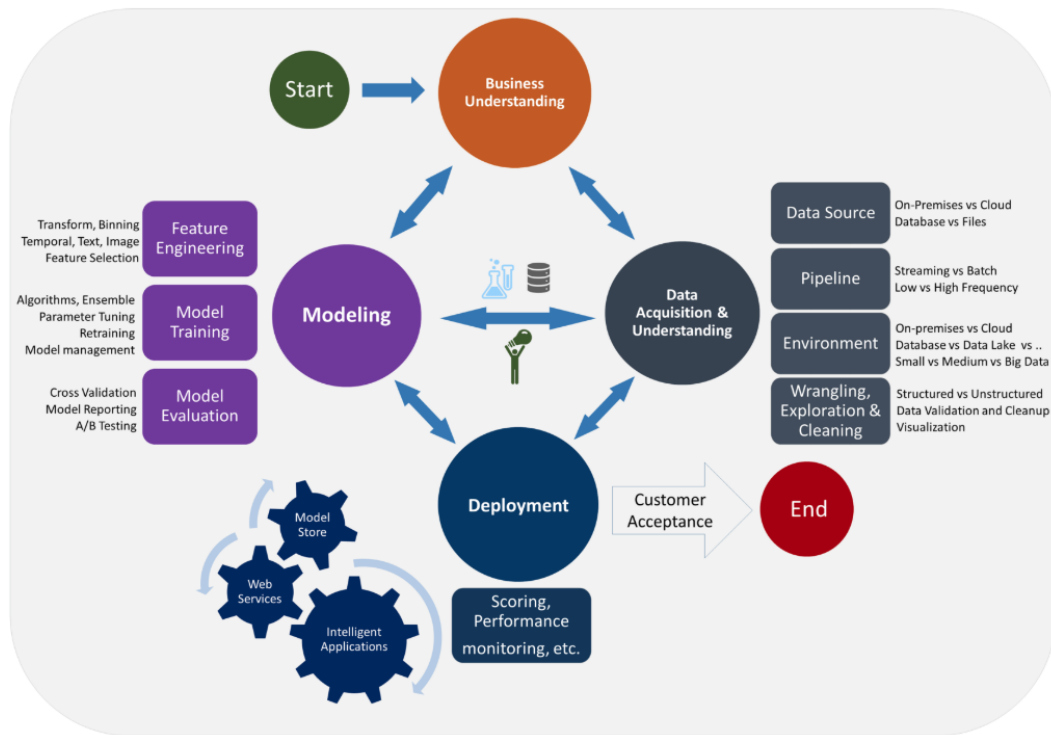 Start
Business
Understanding
Transform, Binning
Temporal, Text, Image
Feature Selection
Feature
Engineering
Algorithms, Ensemble
Parameter Tuning
Retraining
Model management
Model
Training
Cross Validation
Model Reporting
A/B Testing
Model
Evaluation
Modeling
Data
Acquisition &
Understanding
Data Source
On-Premises vs Cloud
Database vs Files
Pipeline
Streaming vs Batch
Low vs High Frequency
Environment
On-premises vs Cloud
Database vs Data Lake vs ..
Small vs Medium vs Big Data
Wrangling,
Exploration &
Cleaning
Structured vs Unstructured
Data Validation and Cleanup
Visualization
Deployment
Customer
Acceptance
End
Model
Store
Web
Services
Intelligent
Applications
Scoring,
Performance
monitoring, etc.